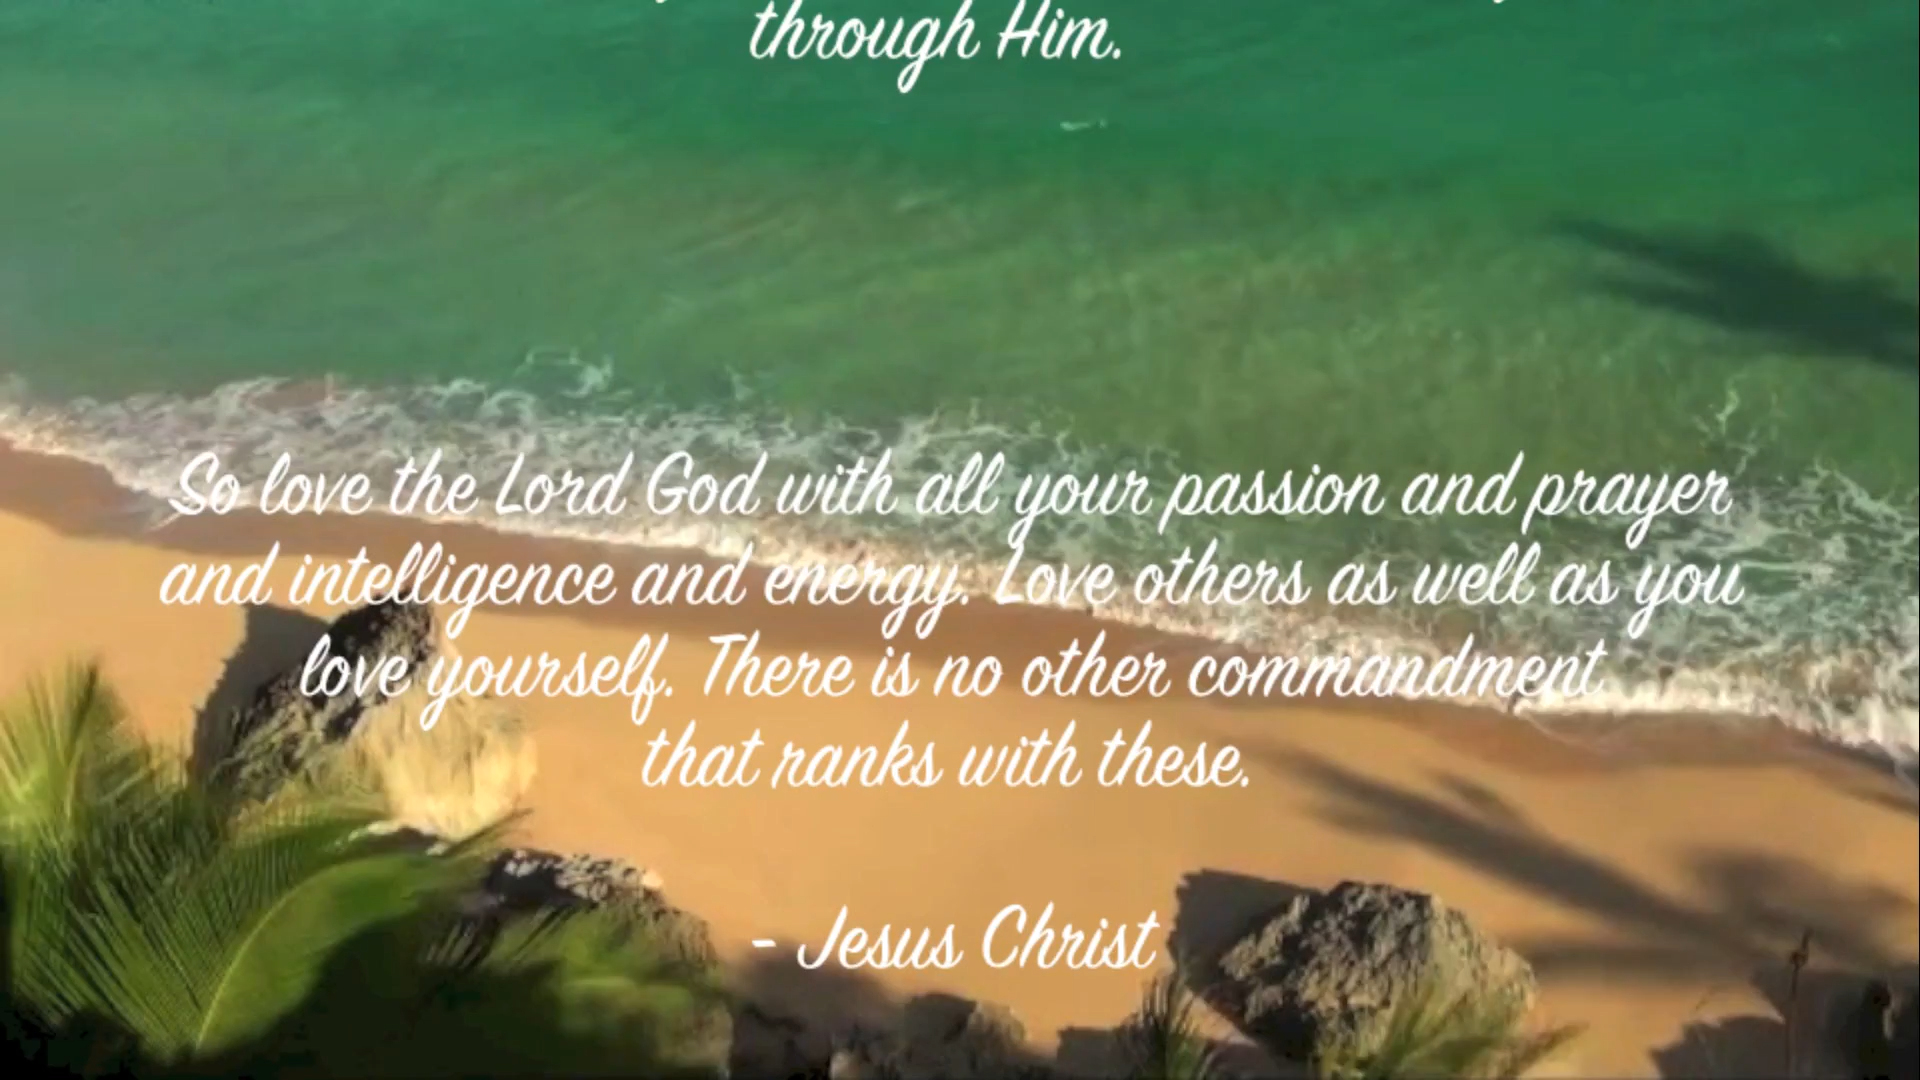 through Him.
So love the Lord God with all your passion and prayer
and intelligence and energy. Love others as well as you
love yourself. There is no other commandment
that ranks with these.
- Jesus Christ